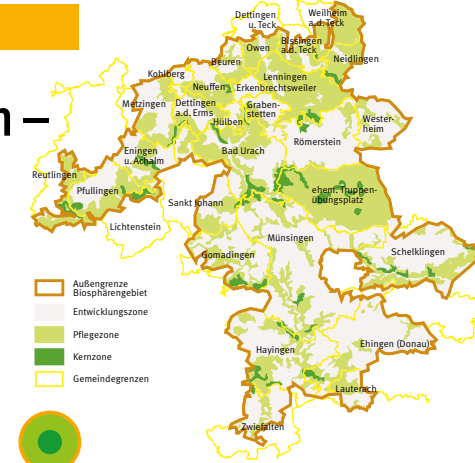 n –
Dettingen
u. Teck
Weilheim
a.d. Teck
Bissingen
a.d. Teck
Owen
Neidlingen
Beuren
Kohlberg
Lenningen
Neuffen
Erkenbrechtsweiler
Metzingen
Dettingen
a.d. Erms
Graben-
stetten
Hülben
Wester-
heim
Römerstein
Eningen
u. Achalm
Bad Urach
Reutlingen
Pfullingen
ehem. Truppen-
übungsplatz
Sankt Johann
Lichtenstein
Münsingen
Gomadingen
Schelklingen
Außengrenze
Biosphärengebiet
Entwicklungszone
Pflegezone
Kernzone
Gemeindegrenzen
Hayingen
Ehingen (Donau)
Lauterach
Zwiefalten